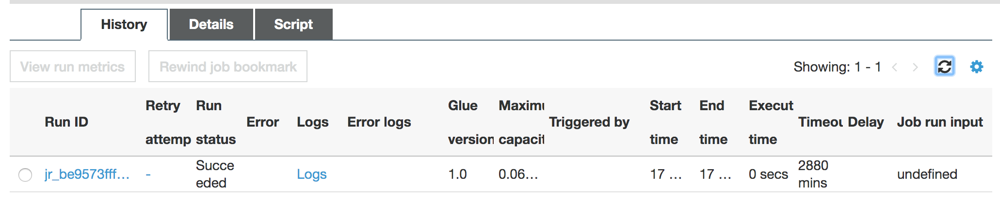 History Details Script
View run metrics Rewind job bookmark Showing: 1 - 1
Run ID Retry attemp Run status Error Logs Error logs Glue version Maximu capacit Triggered by Start time End time Execut time Timeou Delay Job run input
jr_be9573fff... - Succeeded Logs 1.0 0.06... 17 ... 17 ... 0 secs 2880 mins undefined